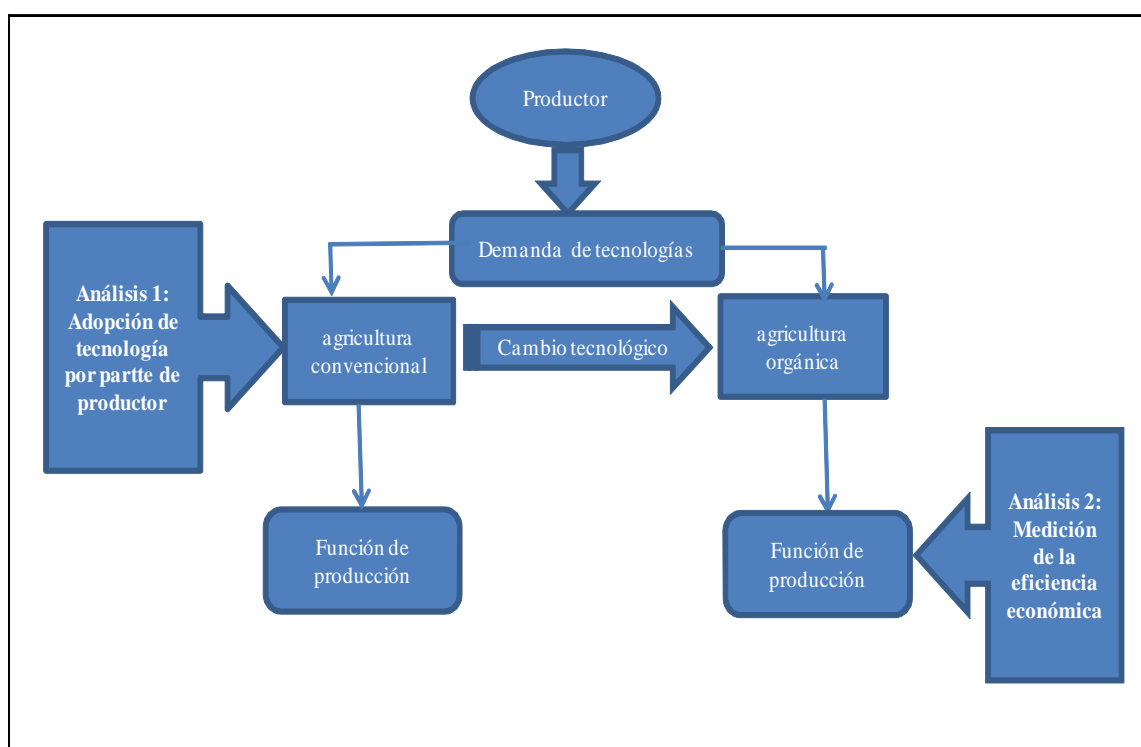 Productor
Demanda de tecnologías
Análisis 1:
Adopción de
tecnología
por partte de
productor
agricultura
convencional
Cambio tecnológico
agricultura
orgánica
Función de
producción
Función de
producción
Análisis 2:
Medición
de la
eficiencia
económica